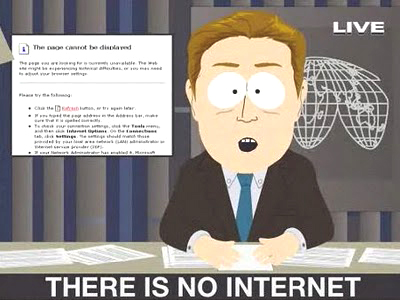 LIVE
The page cannot be displayed
The page you are looking for is currently unavailable. The Web
site might be experiencing technical difficulties, or you may need
to adjust your browser settings.
Please try the following:
Click the Refresh button, or try again later.
If you typed the page address in the Address bar, make
sure that it is spelled correctly.
To check your connection settings, click the Tools menu,
and then click Internet Options. On the Connections
tab, click Settings. The settings should match those
provided by your local area network (LAN) administrator or
Internet service provider (ISP).
If your Network Administrator has enabled it, Microsoft
THERE IS NO INTERNET